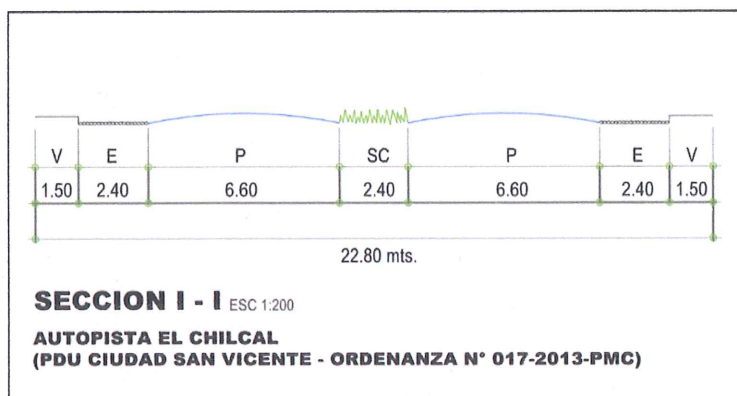 V E P SC P E V
1.50 2.40 6.60 2.40 6.60 2.40 1.50
22.80 mts.
SECCION I - I ESC 1:200
AUTOPISTA EL CHILCAL
(PDU CIUDAD SAN VICENTE - ORDENANZA N° 017-2013-PMC)